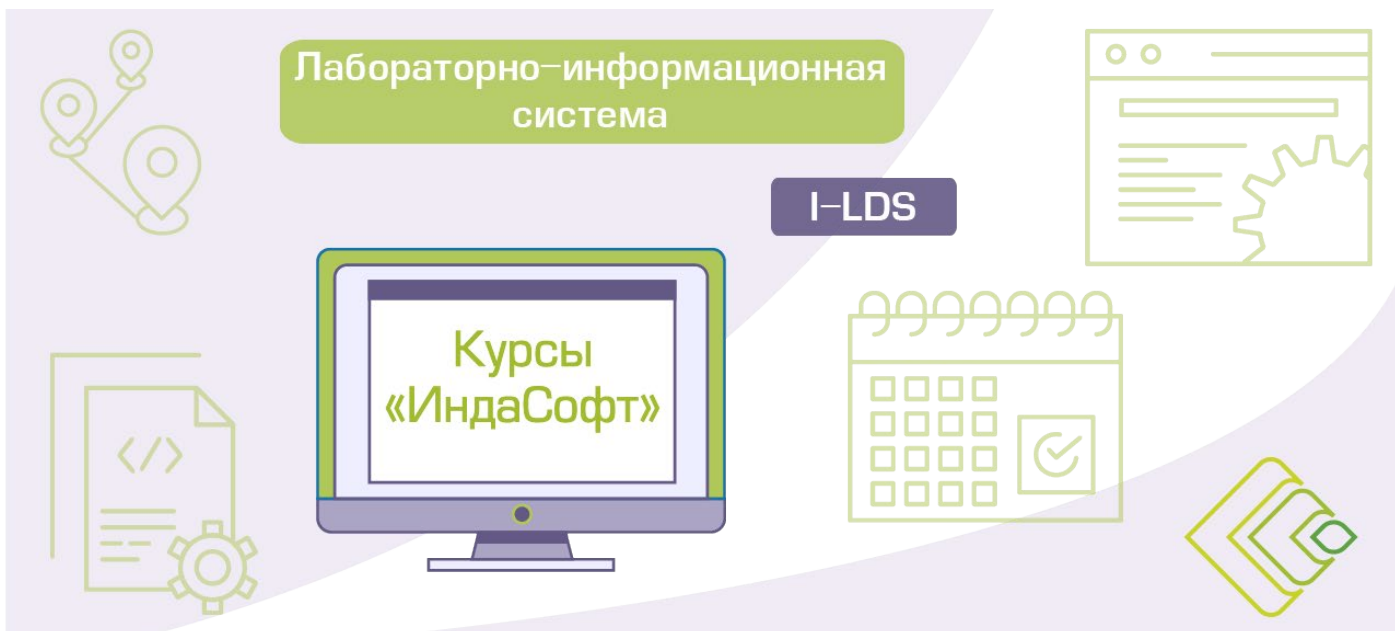 Лабораторно-информационная
система
I-LDS
Курсы
«ИндаСофт»
</>